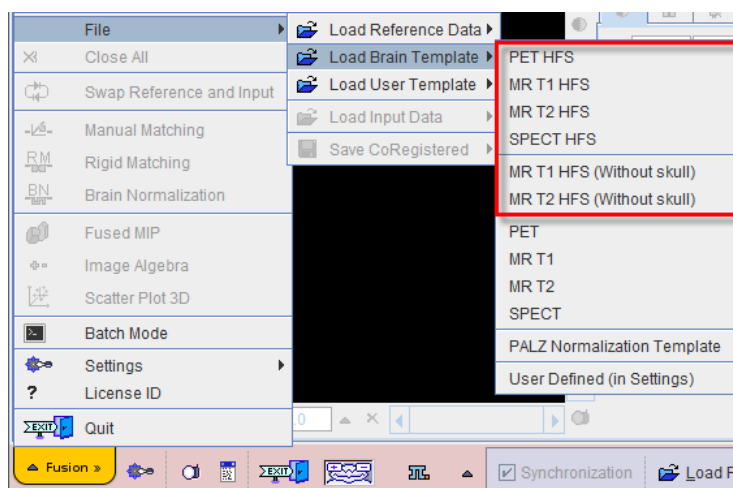 File
Close All
Swap Reference and Input
Manual Matching
RM
Rigid Matching
BN
Brain Normalization
Fused MIP
Image Algebra
Scatter Plot 3D
Batch Mode
Settings
? License ID
EXIT Quit
Load Reference Data
Load Brain Template
Load User Template
Load Input Data
Save CoRegistered
PET HFS
MR T1 HFS
MR T2 HFS
SPECT HFS
MR T1 HFS (Without skull)
MR T2 HFS (Without skull)
PET
MR T1
MR T2
SPECT
PALZ Normalization Template
User Defined (in Settings)
Fusion »
EXIT
Synchronization
Load